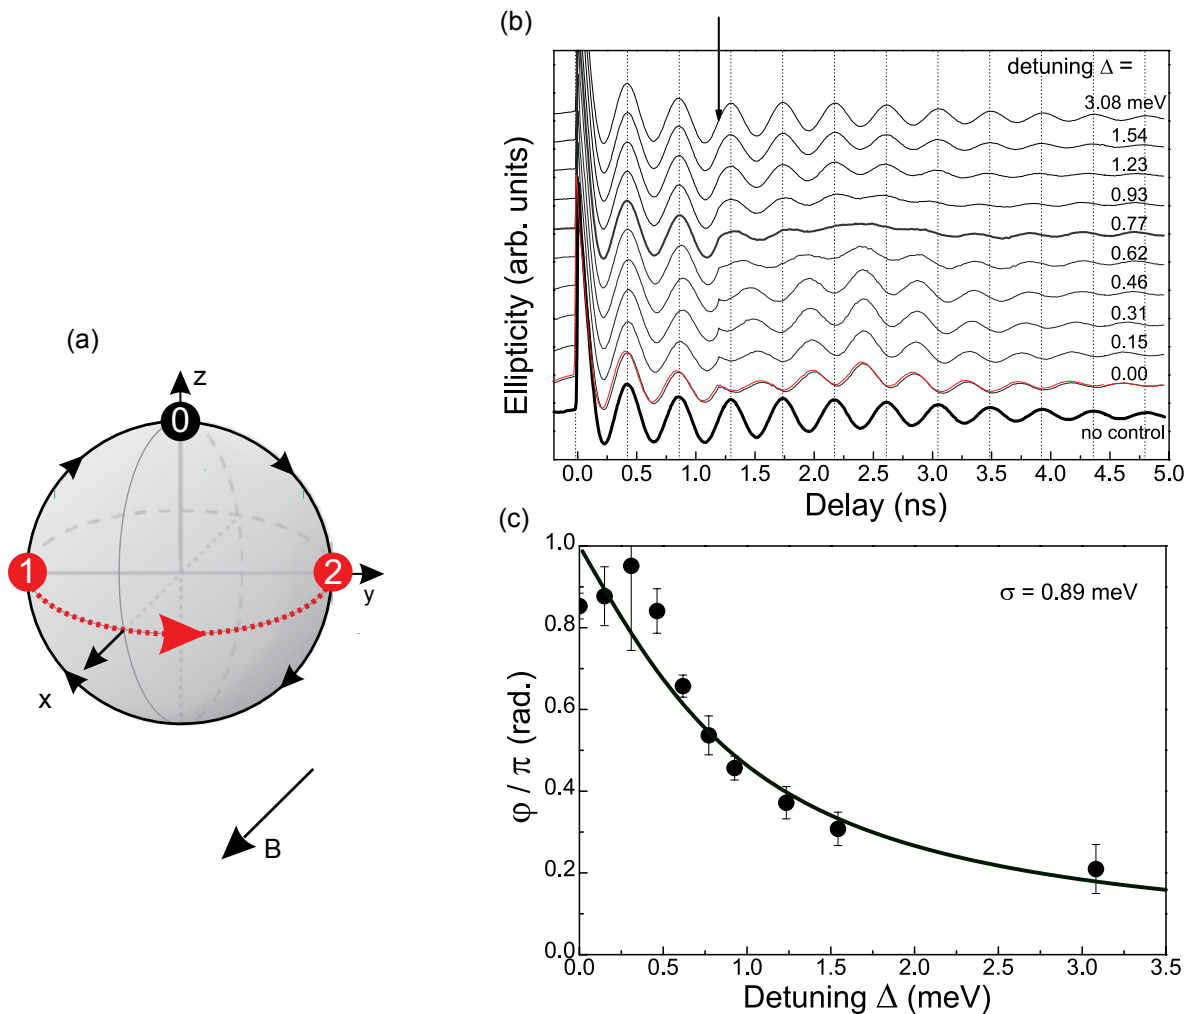 (a)
z
0
1
2
y
x
B
(b)
detuning Δ =
3.08 meV
1.54
1.23
0.93
0.77
0.62
0.46
0.31
0.15
0.00
no control
Ellipticity (arb. units)
0.0 0.5 1.0 1.5 2.0 2.5 3.0 3.5 4.0 4.5 5.0
Delay (ns)
(c)
1.0
σ = 0.89 meV
0.8
0.6
0.4
0.2
0.0
φ / π (rad.)
0.0 0.5 1.0 1.5 2.0 2.5 3.0 3.5
Detuning Δ (meV)